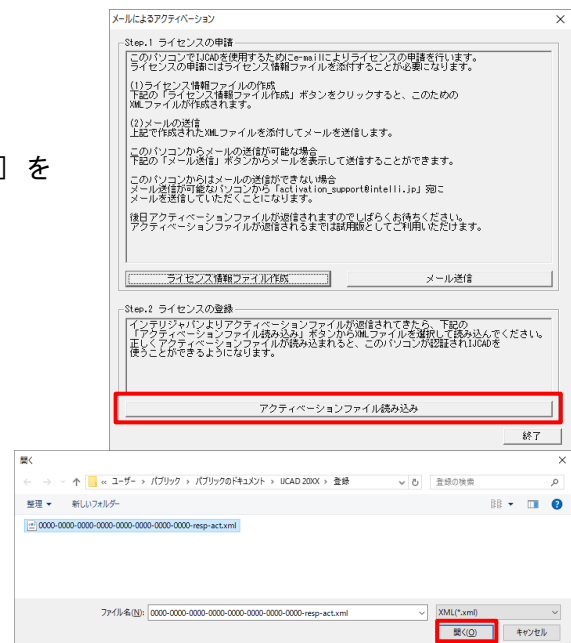 メールによるアクティベーション
Step.1 ライセンスの申請
このパソコンでIJCADを使用するためにe-mailによりライセンスの申請を行います。
ライセンスの申請にはライセンス情報ファイルを添付することが必要になります。
(1)ライセンス情報ファイルの作成
下記の「ライセンス情報ファイル作成」ボタンをクリックすると、このための
XMLファイルが作成されます。
(2)メールの送信
上記で作成されたXMLファイルを添付してメールを送信します。
このパソコンからメールの送信が可能な場合
下記の「メール送信」ボタンからメールを表示して送信することができます。
このパソコンからはメールの送信ができない場合
メール送信が可能なパソコンから「activation_support@intelli.jp」宛に
メールを送信していただくことになります。
後日アクティベーションファイルが返信されますのでしばらくお待ちください。
アクティベーションファイルが返信されるまでは試用版としてご利用いただけます。
] を
ライセンス情報ファイル作成 メール送信
Step.2 ライセンスの登録
インテリジャパンよりアクティベーションファイルが返信されてきたら、下記の
「アクティベーションファイル読み込み」ボタンからXMLファイルを選択して読み込んでください。
正しくアクティベーションファイルが読み込まれると、このパソコンが認証されIJCADを
使うことができるようになります。
アクティベーションファイル読み込み
終了
開く
« ユーザー › パブリック › パブリックのドキュメント › IJCAD 20XX › 登録 登録の検索
整理 新しいフォルダー
0000-0000-0000-0000-0000-0000-0000-0000-resp-act.xml
ファイル名(N): 0000-0000-0000-0000-0000-0000-0000-0000-resp-act.xml XML(*.xml)
開く(O) キャンセル